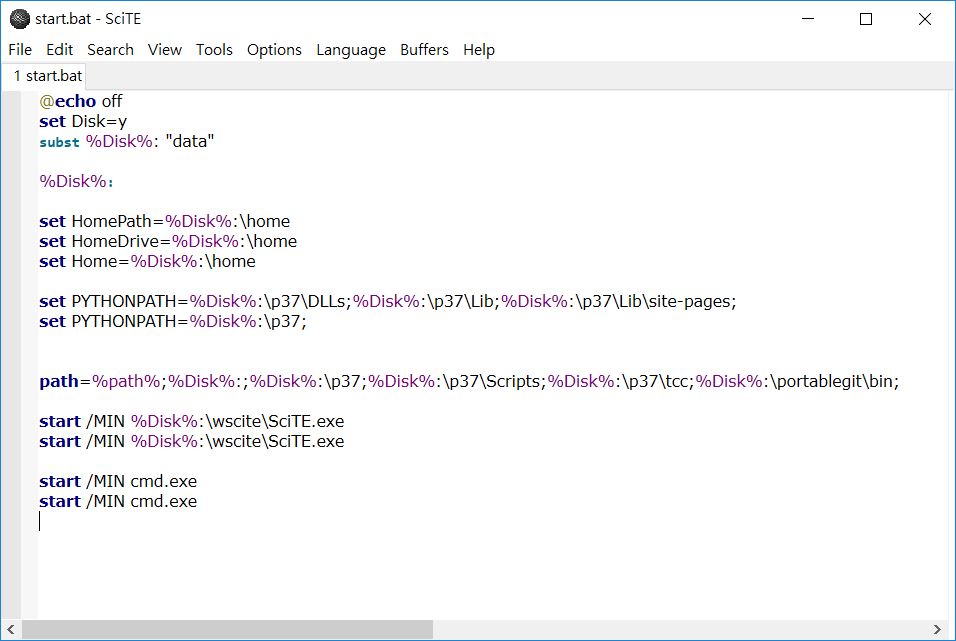 start.bat - SciTE
File Edit Search View Tools Options Language Buffers Help
1 start.bat
@echo off
set Disk=y
subst %Disk%: "data"
%Disk%:
set HomePath=%Disk%:\home
set HomeDrive=%Disk%:\home
set Home=%Disk%:\home
set PYTHONPATH=%Disk%:\p37\DLLs;%Disk%:\p37\Lib;%Disk%:\p37\Lib\site-pages;
set PYTHONPATH=%Disk%:\p37;
path=%path%;%Disk%:;%Disk%:\p37;%Disk%:\p37\Scripts;%Disk%:\p37\tcc;%Disk%:\portablegit\bin;
start /MIN %Disk%:\wscite\SciTE.exe
start /MIN %Disk%:\wscite\SciTE.exe
start /MIN cmd.exe
start /MIN cmd.exe